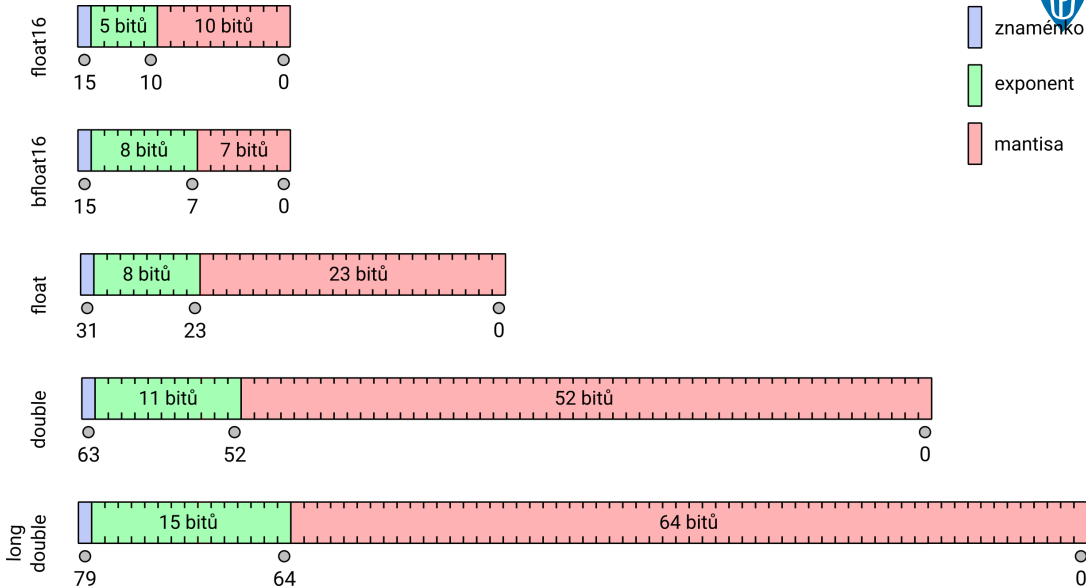 float16
5 bitů
10 bitů
15
10
0
znaménko
exponent
mantisa
bfloat16
8 bitů
7 bitů
15
7
0
float
8 bitů
23 bitů
31
23
0
double
11 bitů
52 bitů
63
52
0
long
double
15 bitů
64 bitů
79
64
0